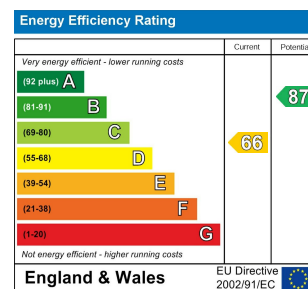 Energy Efficiency Rating
Current
Potentia
Very energy efficient - lower running costs
(92 plus) A
(81-91) B
87
(69-80) C
66
(55-68) D
(39-54) E
(21-38) F
(1-20) G
Not energy efficient - higher running costs
England & Wales
EU Directive
2002/91/EC